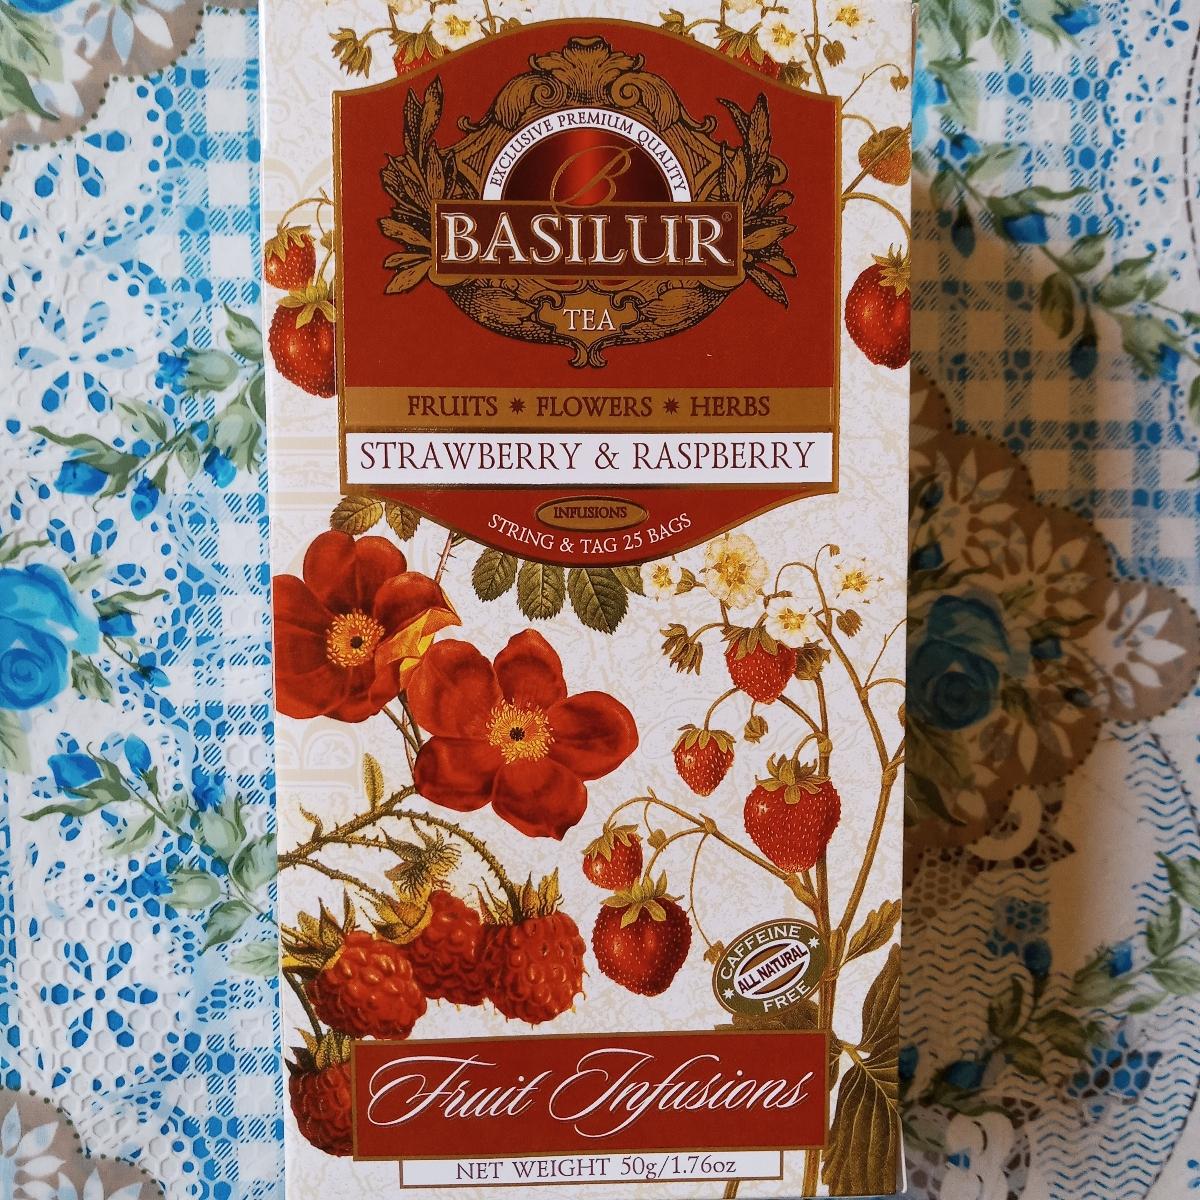 EXCLUSIVE PREMIUM QUALITY
B
BASILUR®
TEA
FRUITS * FLOWERS * HERBS
STRAWBERRY & RASPBERRY
INFUSIONS
STRING & TAG 25 BAGS
CAFFEINE
ALL NATURAL
FREE
Fruit Infusions
NET WEIGHT 50g/1.76oz